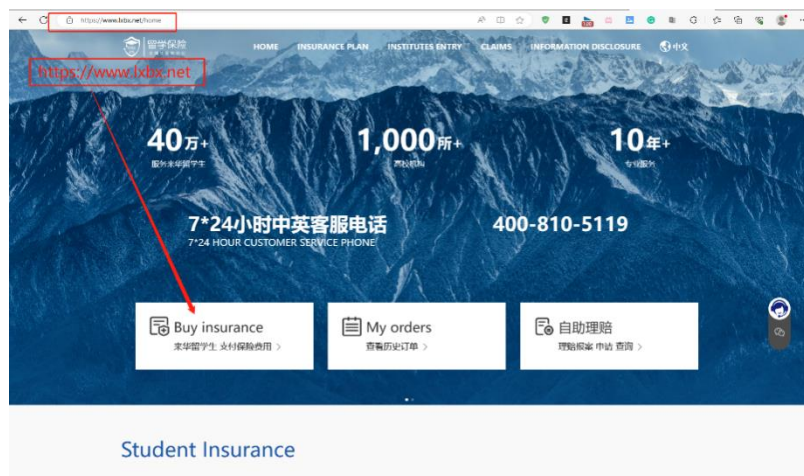 https://www.lxbx.net/home
留学保险
HOME INSURANCE PLAN INSTITUTES ENTRY CLAIMS INFORMATION DISCLOSURE 中文
https://www.lxbx.net
40万+ 1,000所+ 10年+
服务来华留学生 高校机构 专业服务
7*24小时中英客服电话 400-810-5119
7*24 HOUR CUSTOMER SERVICE PHONE
Buy insurance My orders 自助理赔
来华留学生 支付保险费用 > 查看历史订单 > 理赔报案 申请 查询 >
Student Insurance